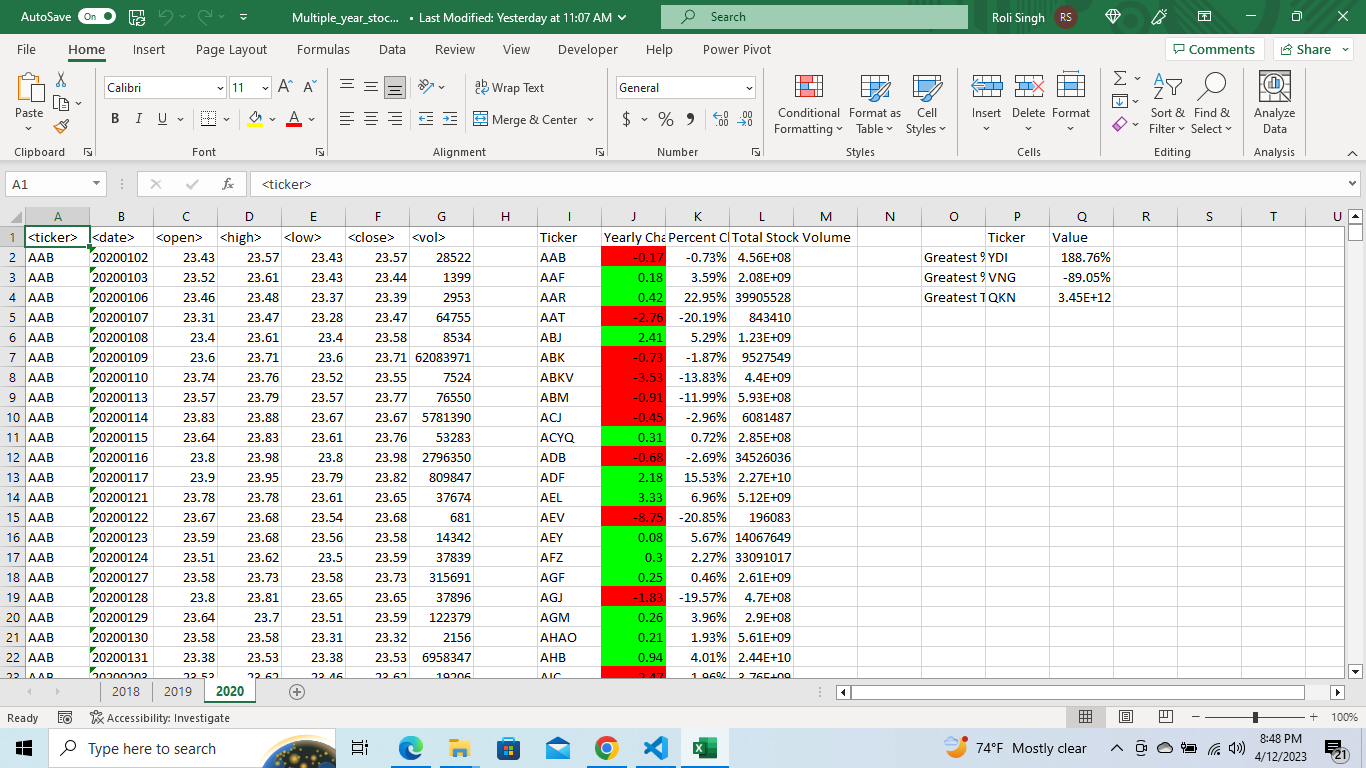 AutoSave On Multiple_year_stoc... • Last Modified: Yesterday at 11:07 AM Search Roli Singh RS
File Home Insert Page Layout Formulas Data Review View Developer Help Power Pivot Comments Share
Paste Calibri 11 A^ Aˇ ab Wrap Text General Conditional Formatting Format as Table Cell Styles Insert Delete Format Sort & Filter Find & Select Analyze Data
B I U A Merge & Center $ % 9
Clipboard Font Alignment Number Styles Cells Editing Analysis
A1 fx <ticker>
A B C D E F G H I J K L M N O P Q R S T U
1 <ticker> <date> <open> <high> <low> <close> <vol> Ticker Yearly Cha Percent Cl Total Stock Volume Ticker Value
2 AAB 20200102 23.43 23.57 23.43 23.57 28522 AAB -0.17 -0.73% 4.56E+08 Greatest % YDI 188.76%
3 AAB 20200103 23.52 23.61 23.43 23.44 1399 AAF 0.18 3.59% 2.08E+09 Greatest % VNG -89.05%
4 AAB 20200106 23.46 23.48 23.37 23.39 2953 AAR 0.42 22.95% 39905528 Greatest T QKN 3.45E+12
5 AAB 20200107 23.31 23.47 23.28 23.47 64755 AAT -2.76 -20.19% 843410
6 AAB 20200108 23.4 23.61 23.4 23.58 8534 ABJ 2.41 5.29% 1.23E+09
7 AAB 20200109 23.6 23.71 23.6 23.71 62083971 ABK -0.73 -1.87% 9527549
8 AAB 20200110 23.74 23.76 23.52 23.55 7524 ABKV -3.53 -13.83% 4.4E+09
9 AAB 20200113 23.57 23.79 23.57 23.77 76550 ABM -0.91 -11.99% 5.93E+08
10 AAB 20200114 23.83 23.88 23.67 23.67 5781390 ACJ -0.45 -2.96% 6081487
11 AAB 20200115 23.64 23.83 23.61 23.76 53283 ACYQ 0.31 0.72% 2.85E+08
12 AAB 20200116 23.8 23.98 23.8 23.98 2796350 ADB -0.68 -2.69% 34526036
13 AAB 20200117 23.9 23.95 23.79 23.82 809847 ADF 2.18 15.53% 2.27E+10
14 AAB 20200121 23.78 23.78 23.61 23.65 37674 AEL 3.33 6.96% 5.12E+09
15 AAB 20200122 23.67 23.68 23.54 23.68 681 AEV -8.75 -20.85% 196083
16 AAB 20200123 23.59 23.68 23.56 23.58 14342 AEY 0.08 5.67% 14067649
17 AAB 20200124 23.51 23.62 23.5 23.59 37839 AFZ 0.3 2.27% 33091017
18 AAB 20200127 23.58 23.73 23.58 23.73 315691 AGF 0.25 0.46% 2.61E+09
19 AAB 20200128 23.8 23.81 23.65 23.65 37896 AGJ -1.83 -19.57% 4.7E+08
20 AAB 20200129 23.64 23.7 23.51 23.59 122379 AGM 0.26 3.96% 2.9E+08
21 AAB 20200130 23.58 23.58 23.31 23.32 2156 AHAO 0.21 1.93% 5.61E+09
22 AAB 20200131 23.38 23.53 23.38 23.53 6958347 AHB 0.94 4.01% 2.44E+10
23 AAB 20200203 23.53 23.62 23.46 23.62 19206
2018 2019 2020
Ready Accessibility: Investigate 100%
Type here to search 74°F Mostly clear 8:48 PM
4/12/2023 21